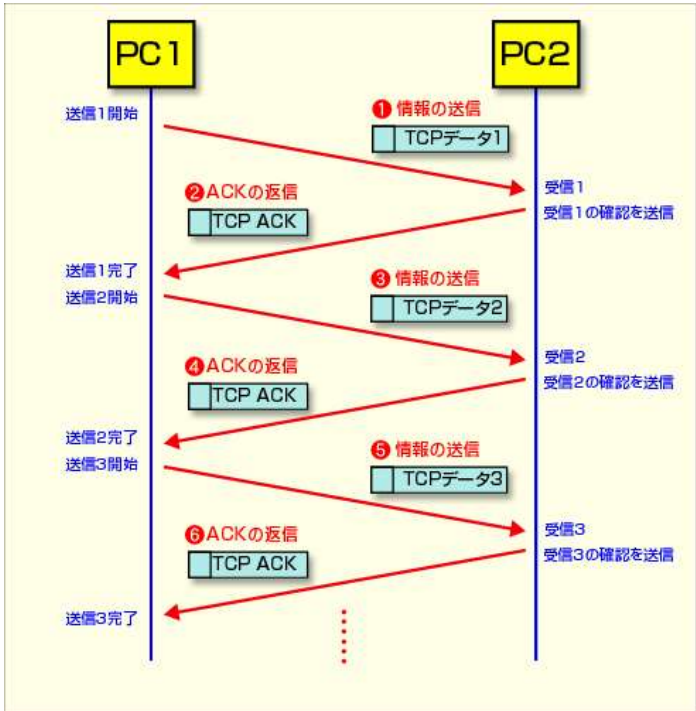 PC1
PC2
送信1開始
❶ 情報の送信
TCPデータ1
受信1
❷ACKの返信
受信1の確認を送信
TCP ACK
送信1完了
❸ 情報の送信
送信2開始
TCPデータ2
受信2
❹ACKの返信
受信2の確認を送信
TCP ACK
送信2完了
❺ 情報の送信
送信3開始
TCPデータ3
受信3
❻ACKの返信
受信3の確認を送信
TCP ACK
送信3完了